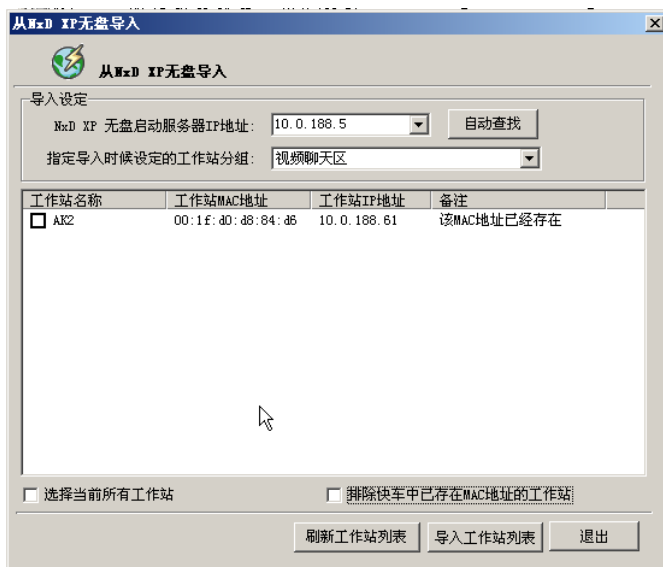 从NxD XP无盘导入
从NxD XP无盘导入
导入设定
NxD XP 无盘启动服务器IP地址: 10.0.188.5 自动查找
指定导入时候设定的工作站分组: 视频聊天区
工作站名称 工作站MAC地址 工作站IP地址 备注
AK2 00:1f:d0:d8:84:d6 10.0.188.61 该MAC地址已经存在
选择当前所有工作站 排除快车中已存在MAC地址的工作站
刷新工作站列表 导入工作站列表 退出